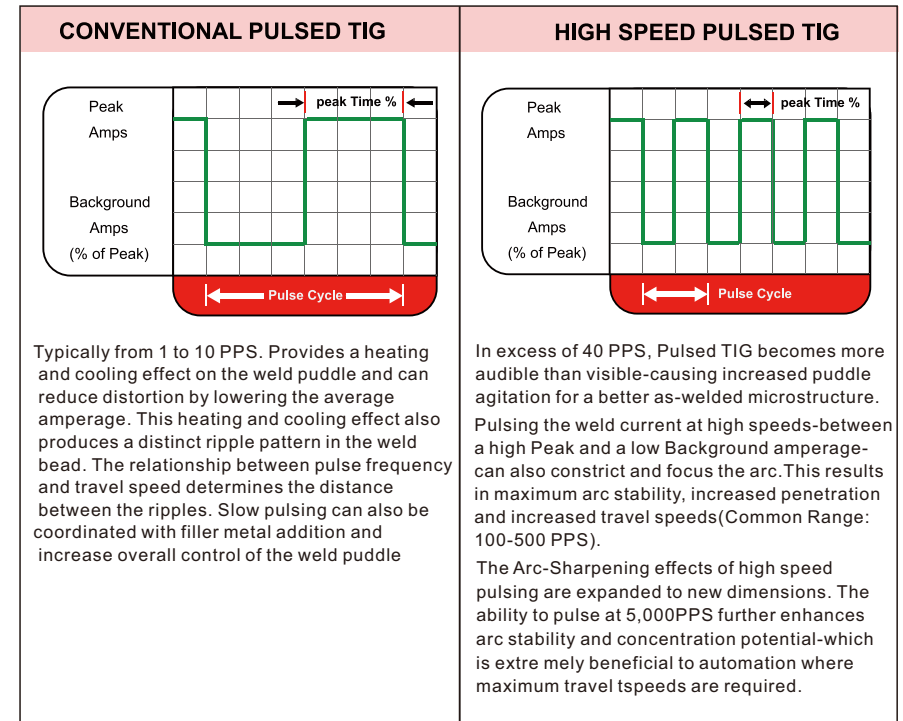 CONVENTIONAL PULSED TIG
Peak
Amps
Background
Amps
(% of Peak)
peak Time %
Pulse Cycle
Typically from 1 to 10 PPS. Provides a heating
and cooling effect on the weld puddle and can
reduce distortion by lowering the average
amperage. This heating and cooling effect also
produces a distinct ripple pattern in the weld
bead. The relationship between pulse frequency
and travel speed determines the distance
between the ripples. Slow pulsing can also be
coordinated with filler metal addition and
increase overall control of the weld puddle
HIGH SPEED PULSED TIG
Peak
Amps
Background
Amps
(% of Peak)
peak Time %
Pulse Cycle
In excess of 40 PPS, Pulsed TIG becomes more
audible than visible-causing increased puddle
agitation for a better as-welded microstructure.
Pulsing the weld current at high speeds-between
a high Peak and a low Background amperage-
can also constrict and focus the arc.This results
in maximum arc stability, increased penetration
and increased travel speeds(Common Range:
100-500 PPS).
The Arc-Sharpening effects of high speed
pulsing are expanded to new dimensions. The
ability to pulse at 5,000PPS further enhances
arc stability and concentration potential-which
is extre mely beneficial to automation where
maximum travel tspeeds are required.